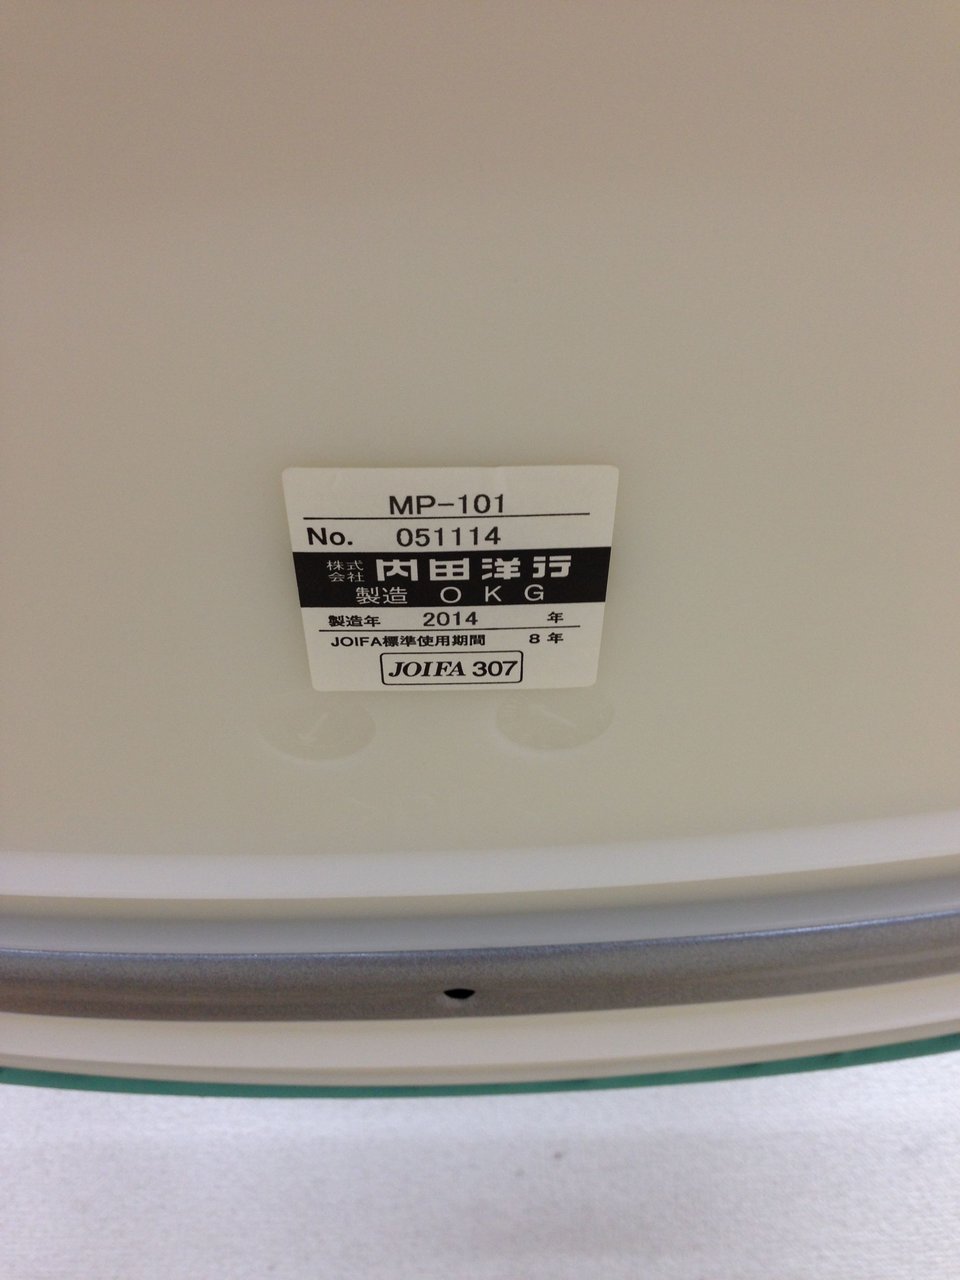 MP-101
No. 051114
株式会社 内田洋行
製造 OKG
製造年 2014 年
JOIFA標準使用期間 8 年
JOIFA 307